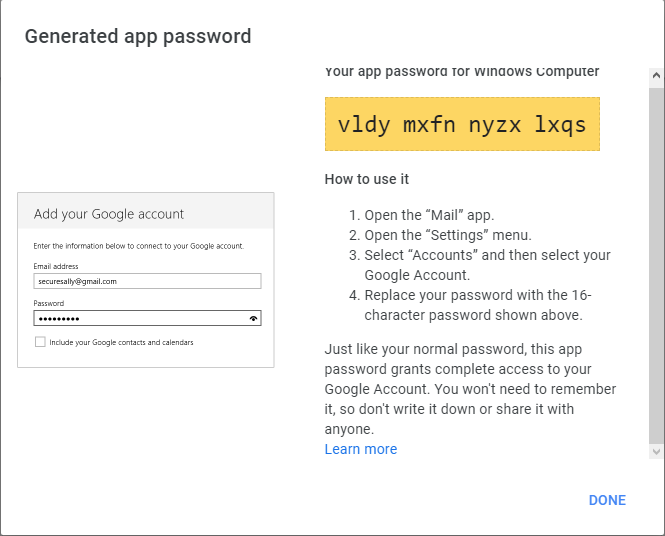 Generated app password
Your app password for Windows Computer
vldy mxfn nyzx lxqs
How to use it
1. Open the “Mail” app.
2. Open the “Settings” menu.
3. Select “Accounts” and then select your
Google Account.
4. Replace your password with the 16-
character password shown above.
Just like your normal password, this app
password grants complete access to your
Google Account. You won't need to remember
it, so don't write it down or share it with
anyone.
Learn more
Add your Google account
Enter the information below to connect to your Google account.
Email address
securesally@gmail.com
Password
•••••••••
Include your Google contacts and calendars
DONE